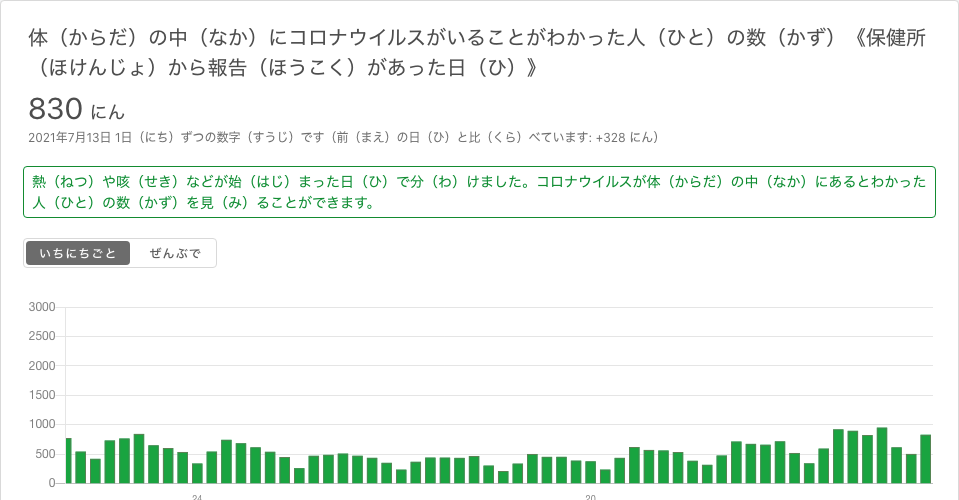 体（からだ）の中（なか）にコロナウイルスがいることがわかった人（ひと）の数（かず）《保健所
（ほけんじょ）から報告（ほうこく）があった日（ひ）》
830 にん
2021年7月13日 1日（にち）ずつの数字（すうじ）です（前（まえ）の日（ひ）と比（くら）べています: +328 にん）
熱（ねつ）や咳（せき）などが始（はじ）まった日（ひ）で分（わ）けました。コロナウイルスが体（からだ）の中（なか）にあるとわかった
人（ひと）の数（かず）を見（み）ることができます。
いちにちごと ぜんぶで
3000
2500
2000
1500
1000
500
0
24 20